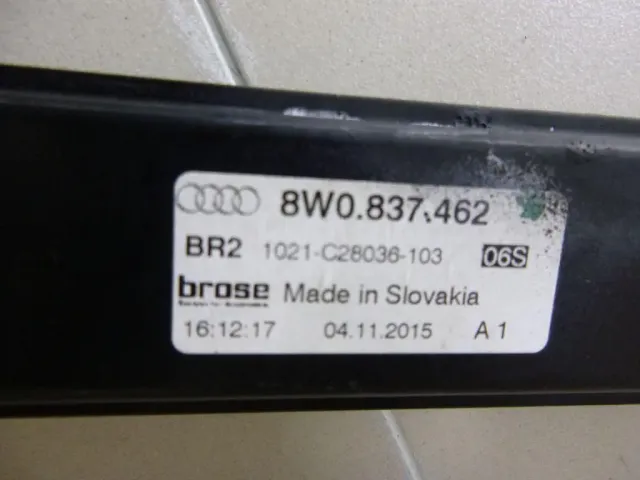 8W0.837.462
BR2 1021-C28036-103 06S
brose Made in Slovakia
16:12:17 04.11.2015 A 1